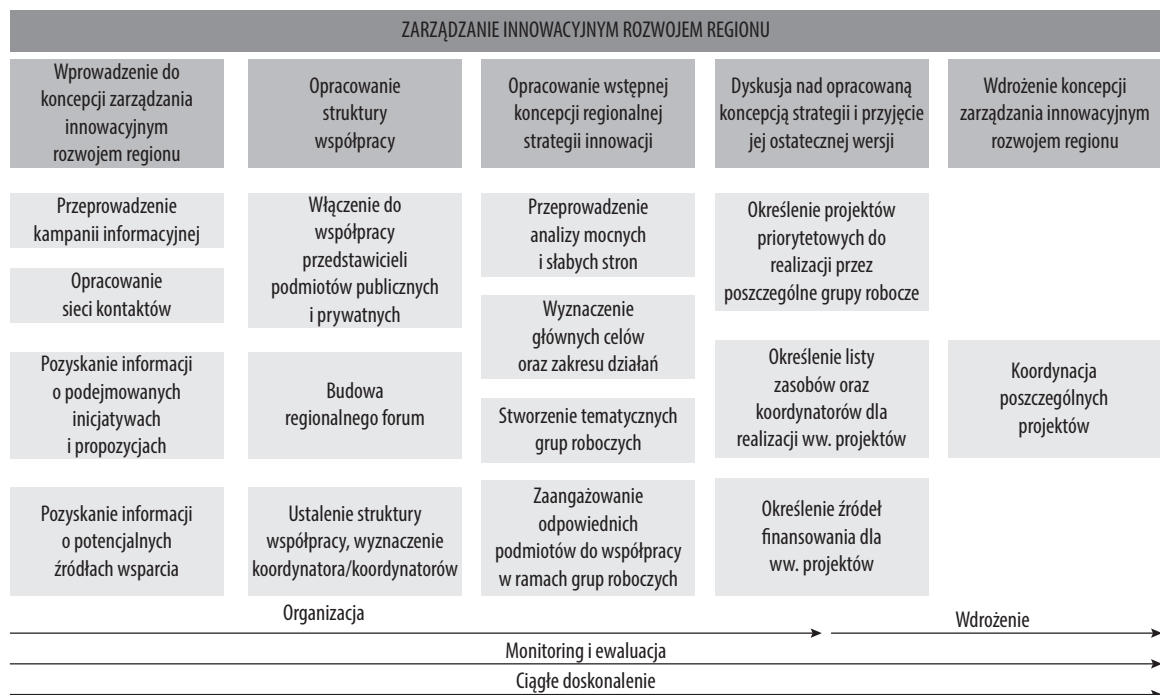 ZARZĄDZANIE INNOWACYJNYM ROZWOJEM REGIONU
Wprowadzenie do
koncepcji zarządzania
innowacyjnym
rozwojem regionu
Opracowanie
struktury
współpracy
Opracowanie wstępnej
koncepcji regionalnej
strategii innowacji
Dyskusja nad opracowaną
koncepcją strategii i przyjęcie
jej ostatecznej wersji
Wdrożenie koncepcji
zarządzania innowacyjnym
rozwojem regionu
Przeprowadzenie
kampanii informacyjnej
Opracowanie
sieci kontaktów
Pozyskanie informacji
o podejmowanych
inicjatywach
i propozycjach
Pozyskanie informacji
o potencjalnych
źródłach wsparcia
Włączenie do
współpracy
przedstawicieli
podmiotów publicznych
i prywatnych
Budowa
regionalnego forum
Ustalenie struktury
współpracy, wyznaczenie
koordynatora/koordynatorów
Przeprowadzenie
analizy mocnych
i słabych stron
Wyznaczenie
głównych celów
oraz zakresu działań
Stworzenie tematycznych
grup roboczych
Zaangażowanie
odpowiednich
podmiotów do współpracy
w ramach grup roboczych
Określenie projektów
priorytetowych do
realizacji przez
poszczególne grupy robocze
Określenie listy
zasobów oraz
koordynatorów dla
realizacji ww. projektów
Określenie źródeł
finansowania dla
ww. projektów
Koordynacja
poszczególnych
projektów
Organizacja
Wdrożenie
Monitoring i ewaluacja
Ciągłe doskonalenie